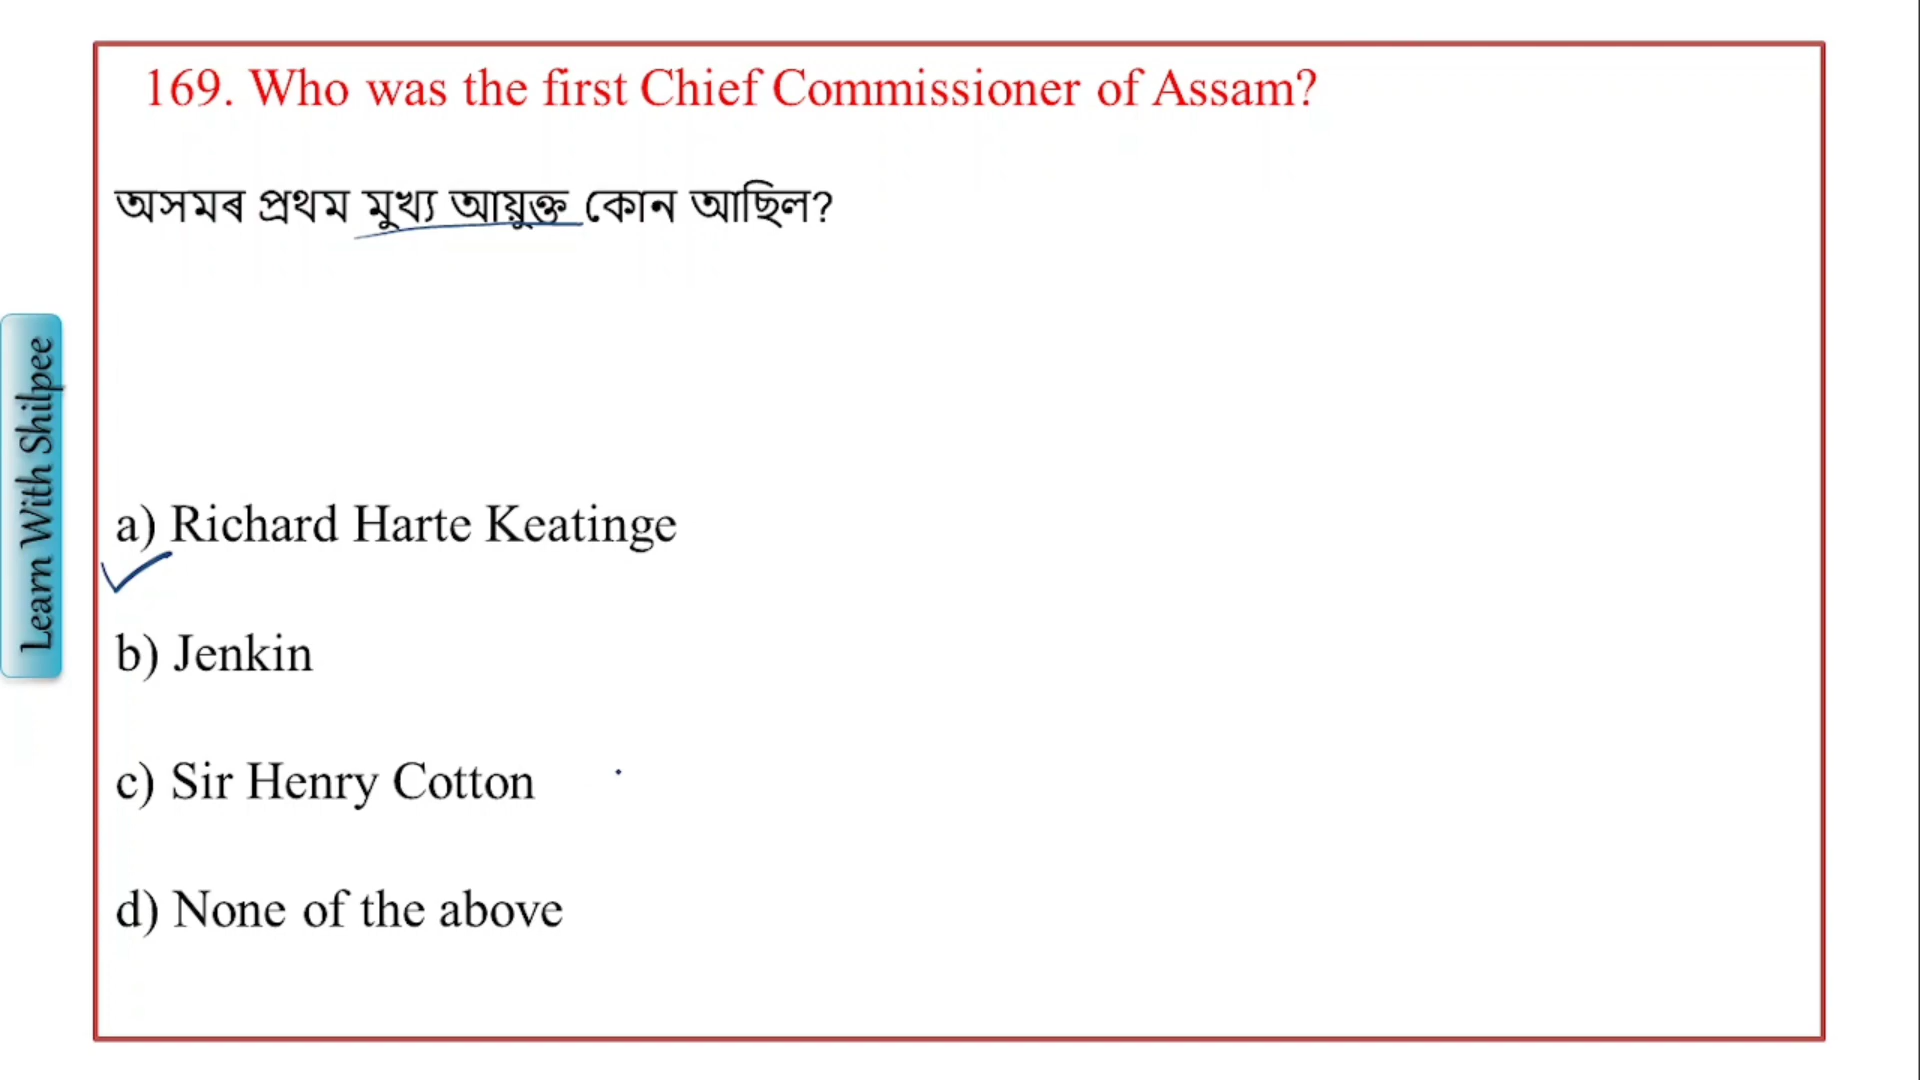 169. Who was the first Chief Commissioner of Assam?
অসমৰ প্ৰথম মুখ্য আয়ুক্ত কোন আছিল?
Learn With Shilpee
a) Richard Harte Keatinge
b) Jenkin
c) Sir Henry Cotton
d) None of the above